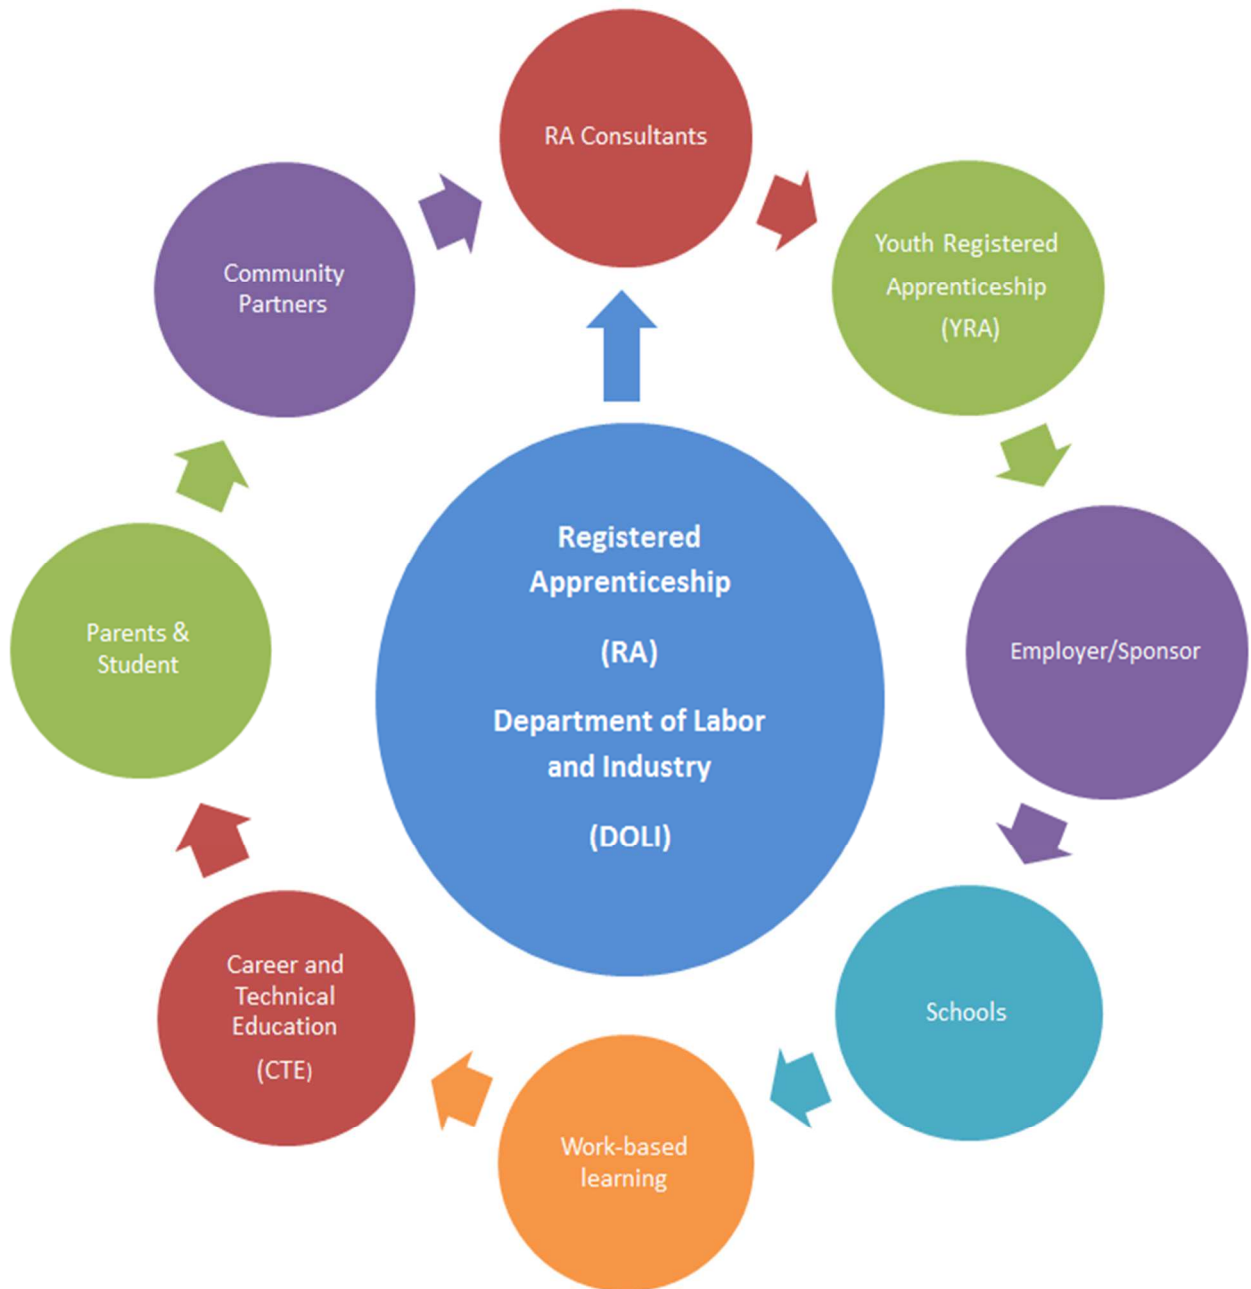 RA Consultants
Youth Registered
Apprenticeship
(YRA)
Employer/Sponsor
Schools
Work-based
learning
Career and
Technical
Education
(CTE)
Parents &
Student
Community
Partners
Registered
Apprenticeship
(RA)
Department of Labor
and Industry
(DOLI)